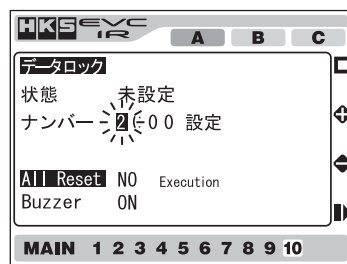 HKS EVC IR
A B C
データロック
状態 未設定
ナンバー 2 0 0 設定
All Reset NO Execution
Buzzer ON
MAIN 1 2 3 4 5 6 7 8 9 10